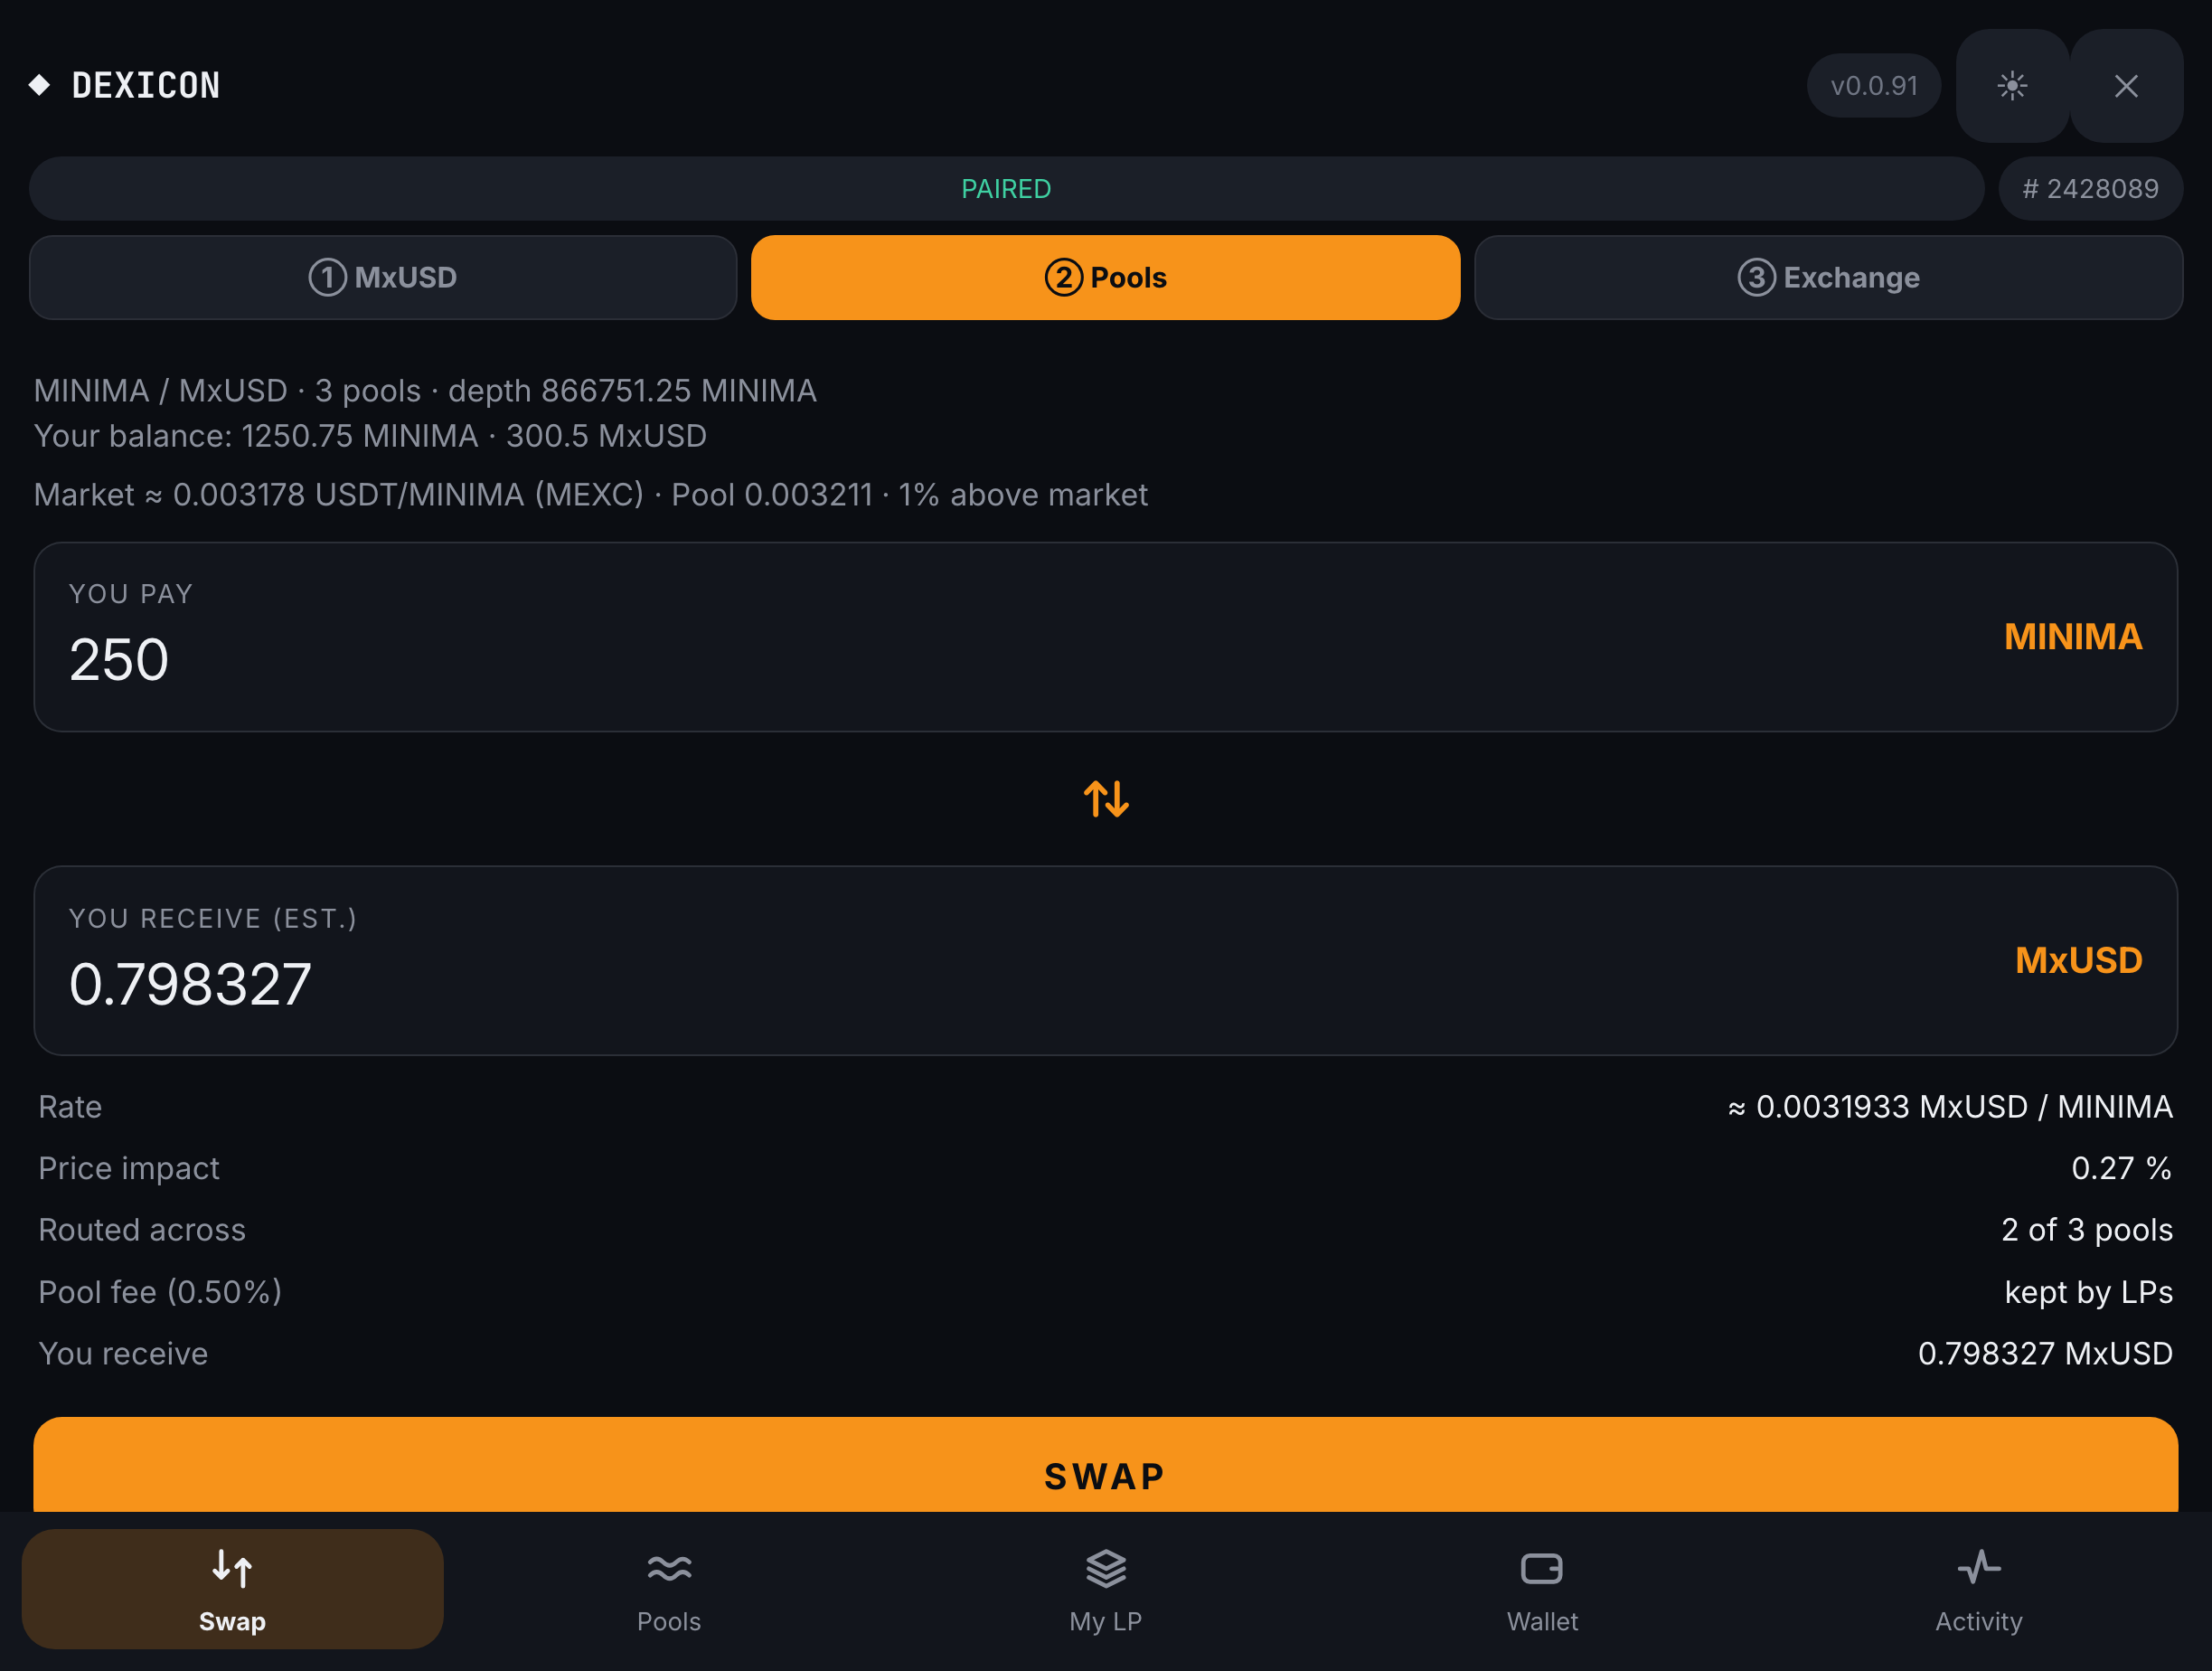 ◆ DEXICON
v0.0.91
PAIRED
# 2428089
① MxUSD
② Pools
③ Exchange
MINIMA / MxUSD · 3 pools · depth 866751.25 MINIMA
Your balance: 1250.75 MINIMA · 300.5 MxUSD
Market ≈ 0.003178 USDT/MINIMA (MEXC) · Pool 0.003211 · 1% above market
YOU PAY
250
MINIMA
YOU RECEIVE (EST.)
0.798327
MxUSD
Rate ≈ 0.0031933 MxUSD / MINIMA
Price impact 0.27 %
Routed across 2 of 3 pools
Pool fee (0.50%) kept by LPs
You receive 0.798327 MxUSD
SWAP
Swap
Pools
My LP
Wallet
Activity